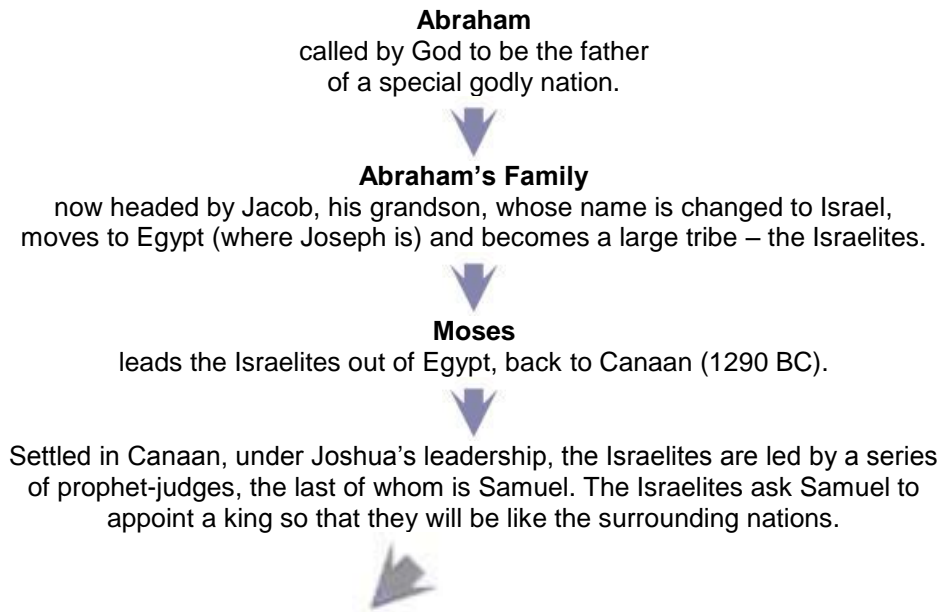 Abraham
called by God to be the father
of a special godly nation.
Abraham's Family
now headed by Jacob, his grandson, whose name is changed to Israel,
moves to Egypt (where Joseph is) and becomes a large tribe – the Israelites.
Moses
leads the Israelites out of Egypt, back to Canaan (1290 BC).
Settled in Canaan, under Joshua's leadership, the Israelites are led by a series
of prophet-judges, the last of whom is Samuel. The Israelites ask Samuel to
appoint a king so that they will be like the surrounding nations.